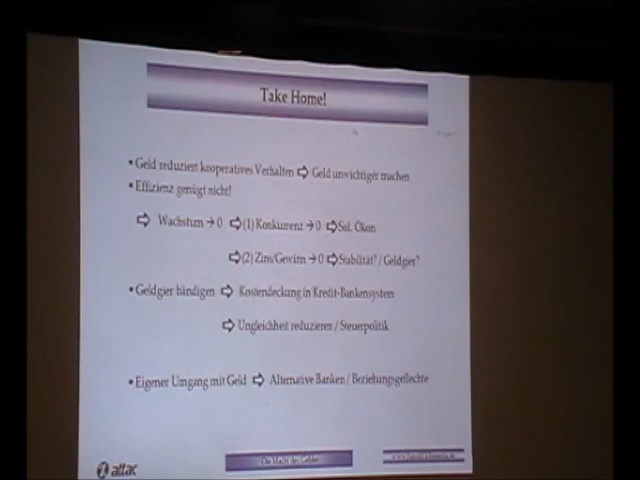 Take Home!
• Geld reduziert kooperatives Verhalten ⇨ Geld unwichtiger machen
• Effizienz genügt nicht!
⇨ Wachstum → 0 ⇨ (1) Konkurrenz → 0 ⇨ Sol. Ökon
⇨ (2) Zins/Gewinn → 0 ⇨ Stabilität? / Geldgier?
• Geldgier bändigen ⇨ Kostendeckung in Kredit-Bankensystem
⇨ Ungleichheit reduzieren / Steuerpolitik
• Eigener Umgang mit Geld ⇨ Alternative Banken / Beziehungsgeflechte
attac Die Macht des Geldes